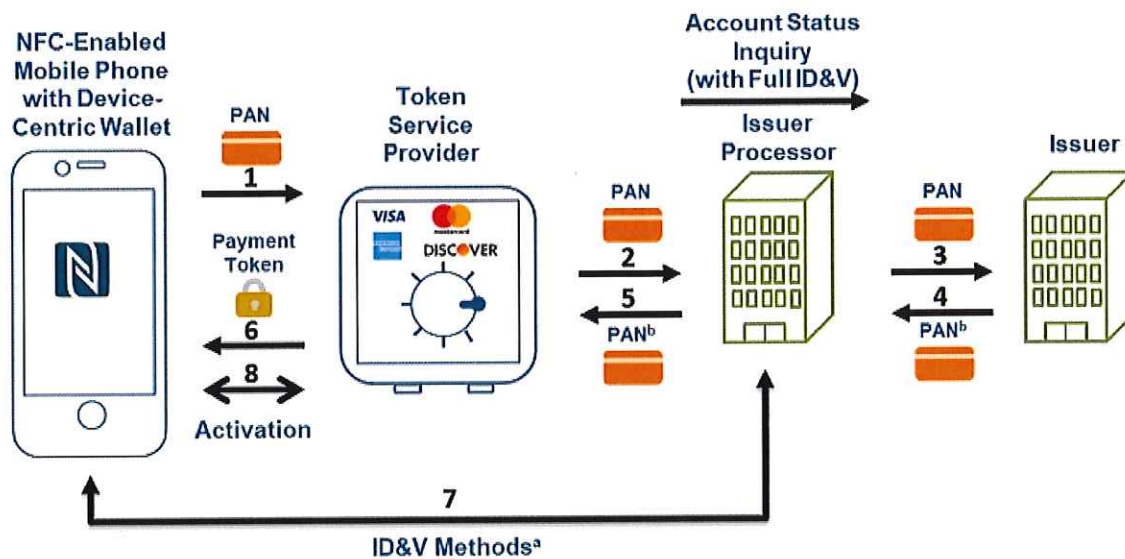 NFC-Enabled
Mobile Phone
with Device-
Centric Wallet
PAN
1
Token
Service
Provider
Account Status
Inquiry
(with Full ID&V)
Issuer
Processor
Issuer
VISA
mastercard
DISCOVER
Payment
Token
6
8
Activation
PAN
2
5
PANᵇ
PAN
3
4
PANᵇ
7
ID&V Methodsᵃ